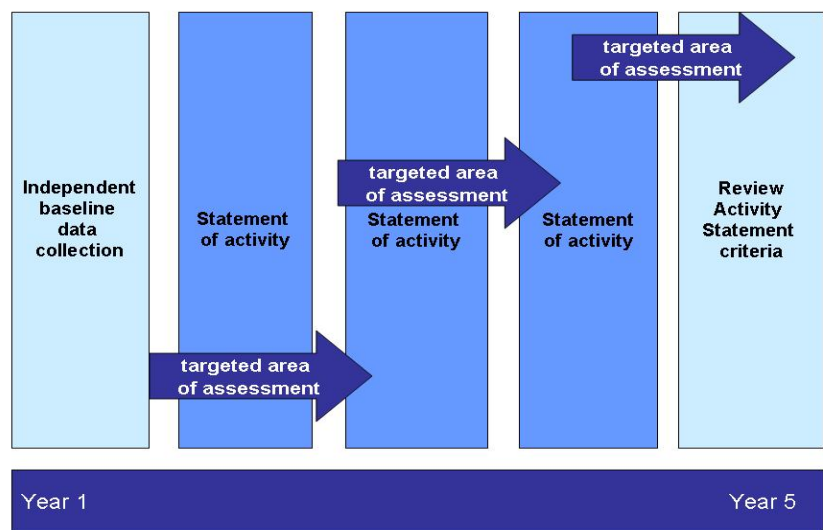 Independent
baseline
data
collection
Statement
of activity
targeted area
of assessment
Statement
of activity
targeted area
of assessment
Statement
of activity
targeted area
of assessment
Review
Activity
Statement
criteria
Year 1
Year 5